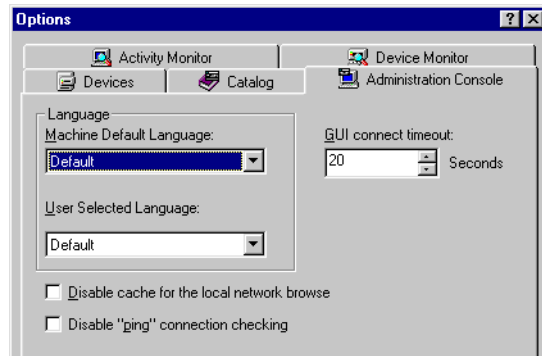 Options
Activity Monitor
Device Monitor
Devices
Catalog
Administration Console
Language
Machine Default Language:
Default
User Selected Language:
Default
GUI connect timeout:
20 Seconds
Disable cache for the local network browse
Disable "ping" connection checking